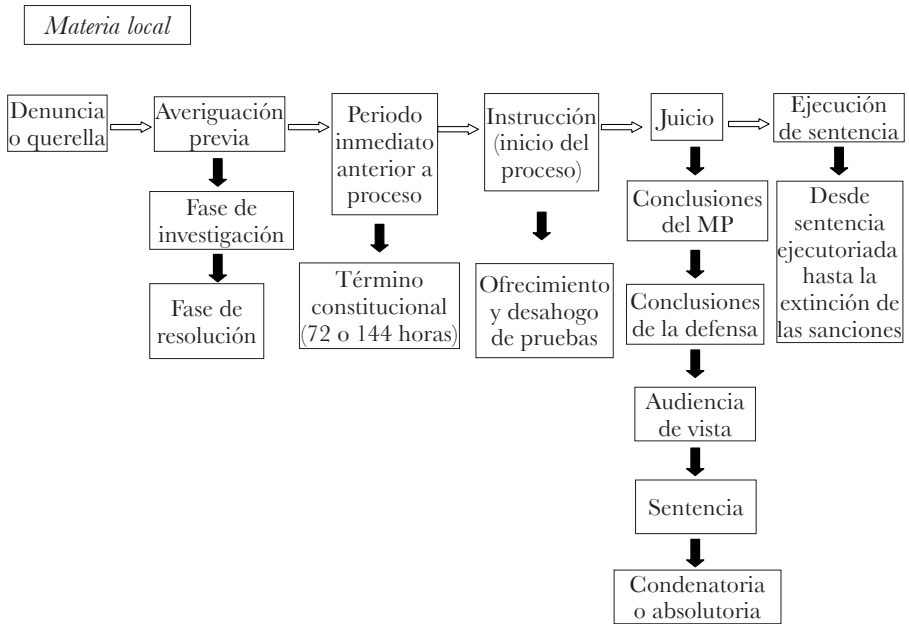 Materia local
Denuncia
o querella
Averiguación
previa
Fase de
investigación
Fase de
resolución
Periodo
inmediato
anterior a
proceso
Término
constitucional
(72 o 144 horas)
Instrucción
(inicio del
proceso)
Ofrecimiento
y desahogo
de pruebas
Juicio
Conclusiones
del MP
Conclusiones
de la defensa
Audiencia
de vista
Sentencia
Condenatoria
o absolutoria
Ejecución
de sentencia
Desde
sentencia
ejecutoriada
hasta la
extinción de
las sanciones